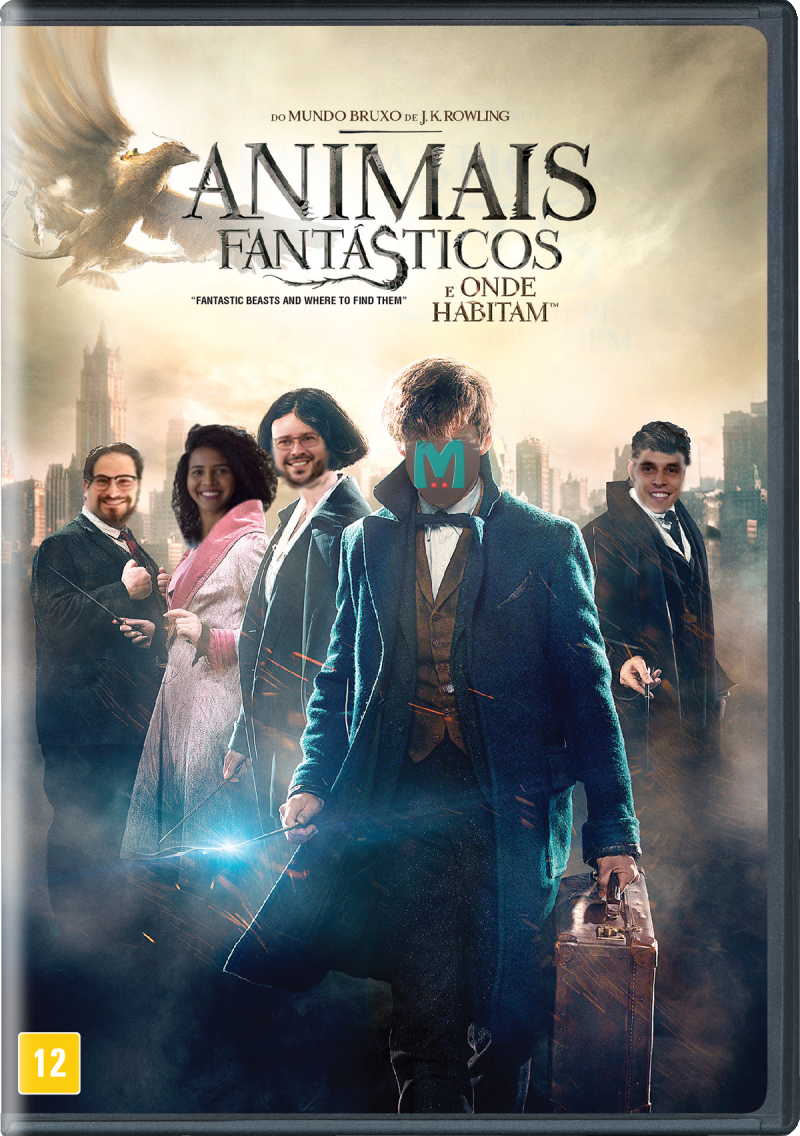 DO MUNDO BRUXO DE J.K. ROWLING
ANIMAIS
FANTÁSTICOS
E ONDE
HABITAM™
"FANTASTIC BEASTS AND WHERE TO FIND THEM"
M
12